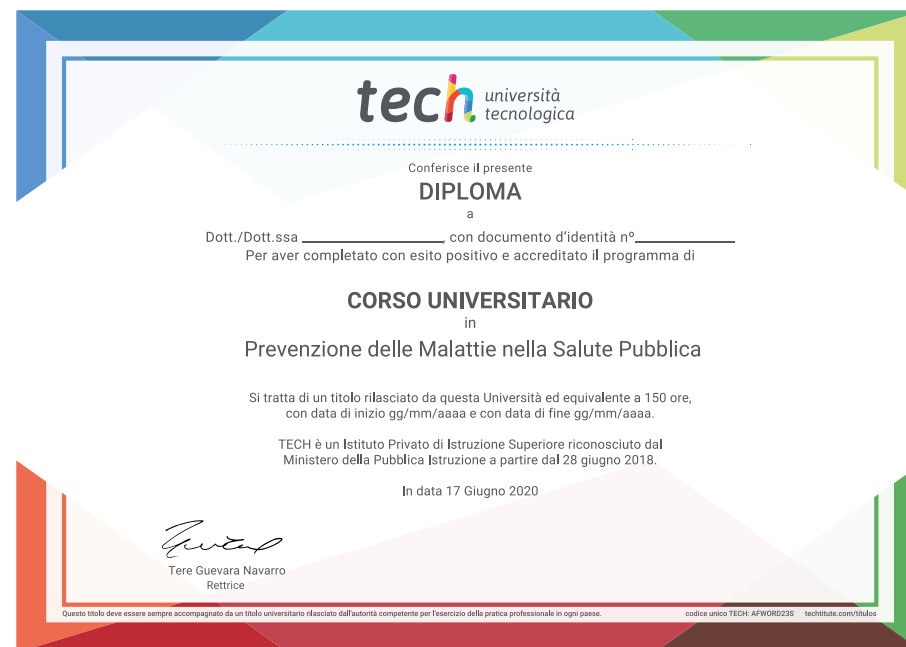 tech università
tecnologica
Conferisce il presente
DIPLOMA
a
Dott./Dott.ssa ____________________, con documento d'identità nº______________
Per aver completato con esito positivo e accreditato il programma di
CORSO UNIVERSITARIO
in
Prevenzione delle Malattie nella Salute Pubblica
Si tratta di un titolo rilasciato da questa Università ed equivalente a 150 ore,
con data di inizio gg/mm/aaaa e con data di fine gg/mm/aaaa.
TECH è un Istituto Privato di Istruzione Superiore riconosciuto dal
Ministero della Pubblica Istruzione a partire dal 28 giugno 2018.
In data 17 Giugno 2020
Tere Guevara Navarro
Rettrice
Questo titolo deve essere sempre accompagnato da un titolo universitario rilasciato dall'autorità competente per l'esercizio della pratica professionale in ogni paese. codice unico TECH: AFWORD23S techtitute.com/titulos